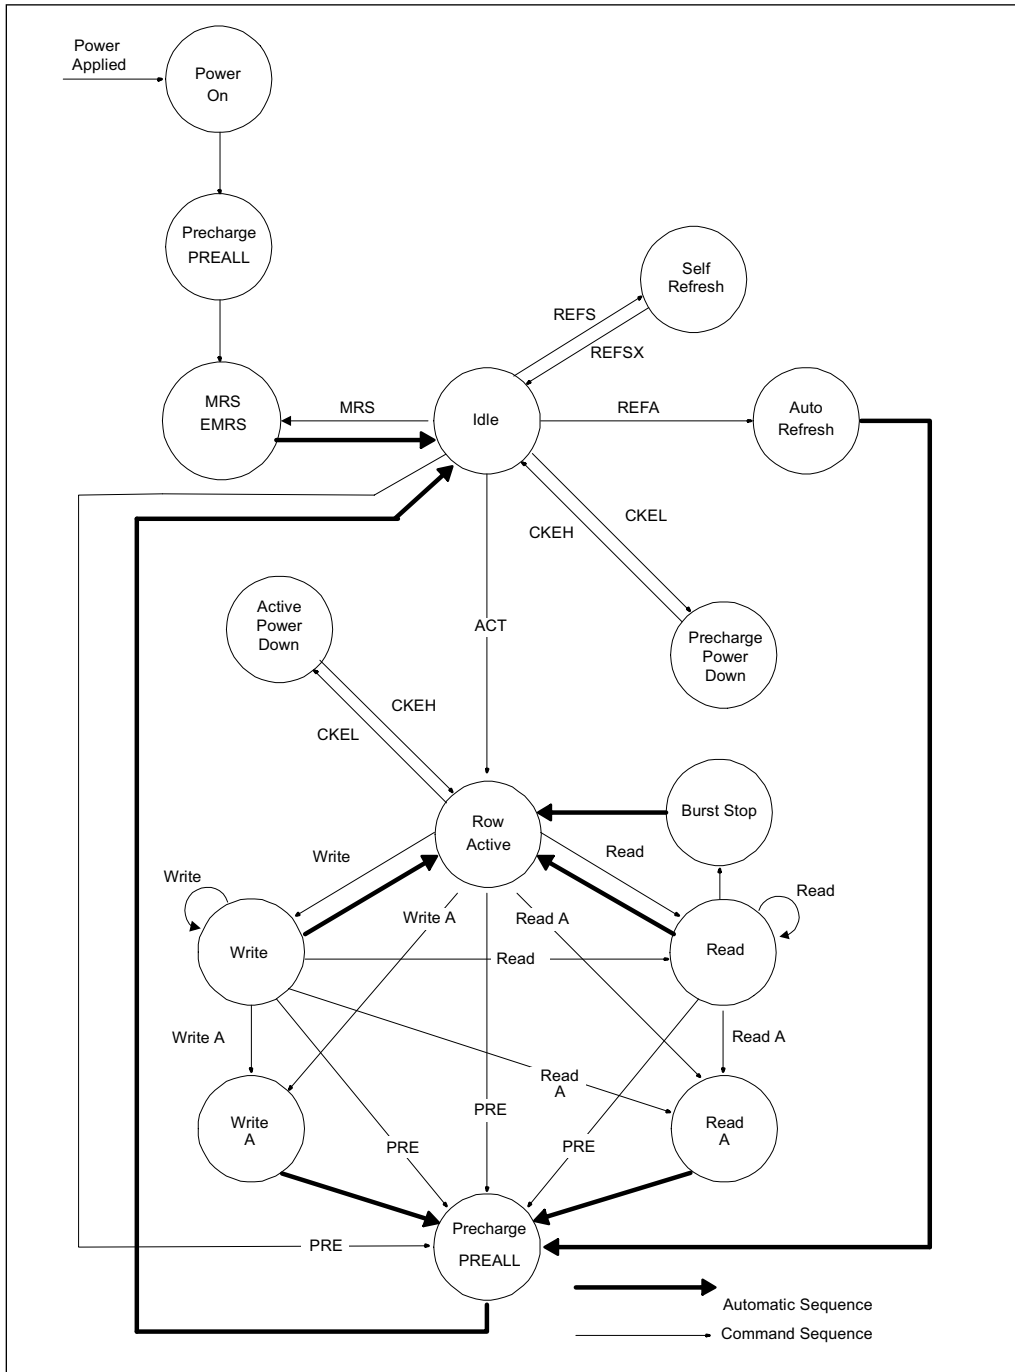 Power
Applied
Power
On
Precharge
PREALL
Self
Refresh
REFS
REFSX
MRS
EMRS
MRS
Idle
REFA
Auto
Refresh
CKEL
CKEH
Active
Power
Down
ACT
Precharge
Power
Down
CKEH
CKEL
Burst Stop
Row
Active
Write
Read
Write
Read
Write A
Read A
Write
Read
Read
Write A
Read A
Read
A
Write
A
PRE
Read
A
PRE
PRE
Precharge
PREALL
PRE
Automatic Sequence
Command Sequence